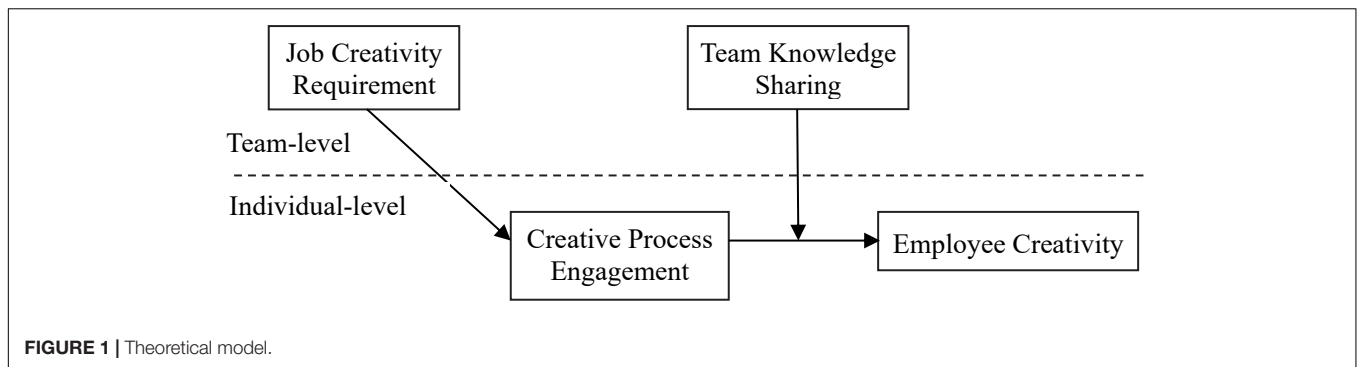 Job Creativity
Requirement
Team Knowledge
Sharing
Team-level
Individual-level
Creative Process
Engagement
Employee Creativity
FIGURE 1 | Theoretical model.